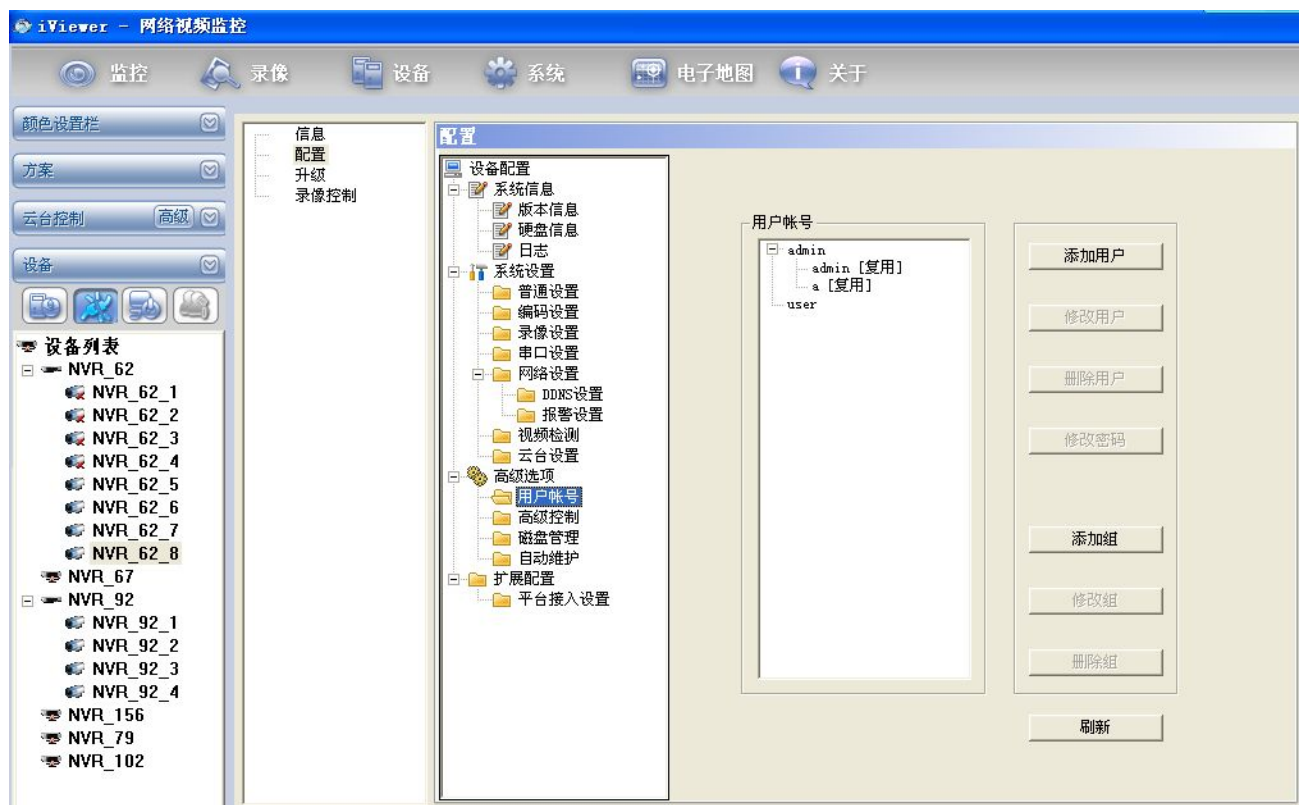 iViewer - 网络视频监控
监控 录像 设备 系统 电子地图 关于
颜色设置栏
方案
云台控制 高级
设备
设备列表
NVR_62
NVR_62_1
NVR_62_2
NVR_62_3
NVR_62_4
NVR_62_5
NVR_62_6
NVR_62_7
NVR_62_8
NVR_67
NVR_92
NVR_92_1
NVR_92_2
NVR_92_3
NVR_92_4
NVR_156
NVR_79
NVR_102
信息
配置
升级
录像控制
配置
设备配置
系统信息
版本信息
硬盘信息
日志
系统设置
普通设置
编码设置
录像设置
串口设置
网络设置
DDNS设置
报警设置
视频检测
云台设置
高级选项
用户帐号
高级控制
磁盘管理
自动维护
扩展配置
平台接入设置
用户帐号
admin
admin [复用]
a [复用]
user
添加用户
修改用户
删除用户
修改密码
添加组
修改组
删除组
刷新